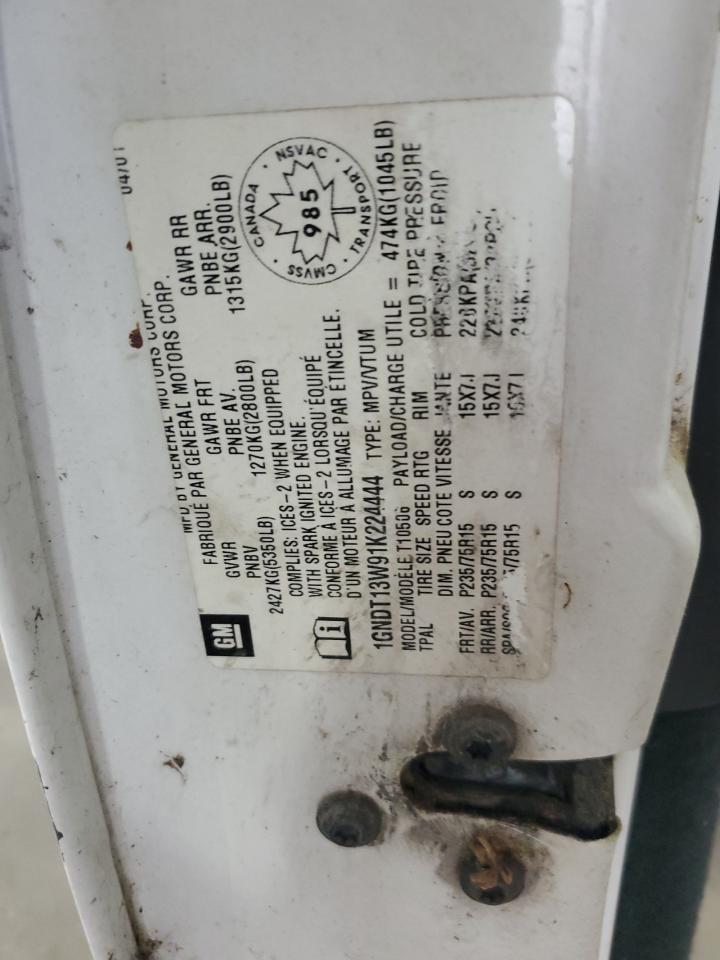 04/01
MFD BY GENERAL MOTORS CORP.
FABRIQUÉ PAR GENERAL MOTORS CORP.
GVWR GAWR FRT GAWR RR
PNBV PNBE AV. PNBE ARR.
2427KG(5350LB) 1270KG(2800LB) 1315KG(2900LB)
GM
COMPLIES: ICES-2 WHEN EQUIPPED
WITH SPARK IGNITED ENGINE.
CONFORME À ICES-2 LORSQU'ÉQUIPÉ
D'UN MOTEUR À ALLUMAGE PAR ÉTINCELLE.
CANADA · NSVAC · TRANSPORT · CMVSS ·
985
1GNDT13W91K224444 TYPE: MPV/VTUM
MODEL/MODÈLE T10506 PAYLOAD/CHARGE UTILE = 474KG(1045LB)
TPAL TIRE SIZE SPEED RTG RIM COLD TIRE PRESSURE
DIM. PNEU COTE VITESSE JANTE FROID
FRT/AV. P235/75R15 S 15X7J 220KPA
RR/ARR. P235/75R15 S 15X7J
/75R15 S